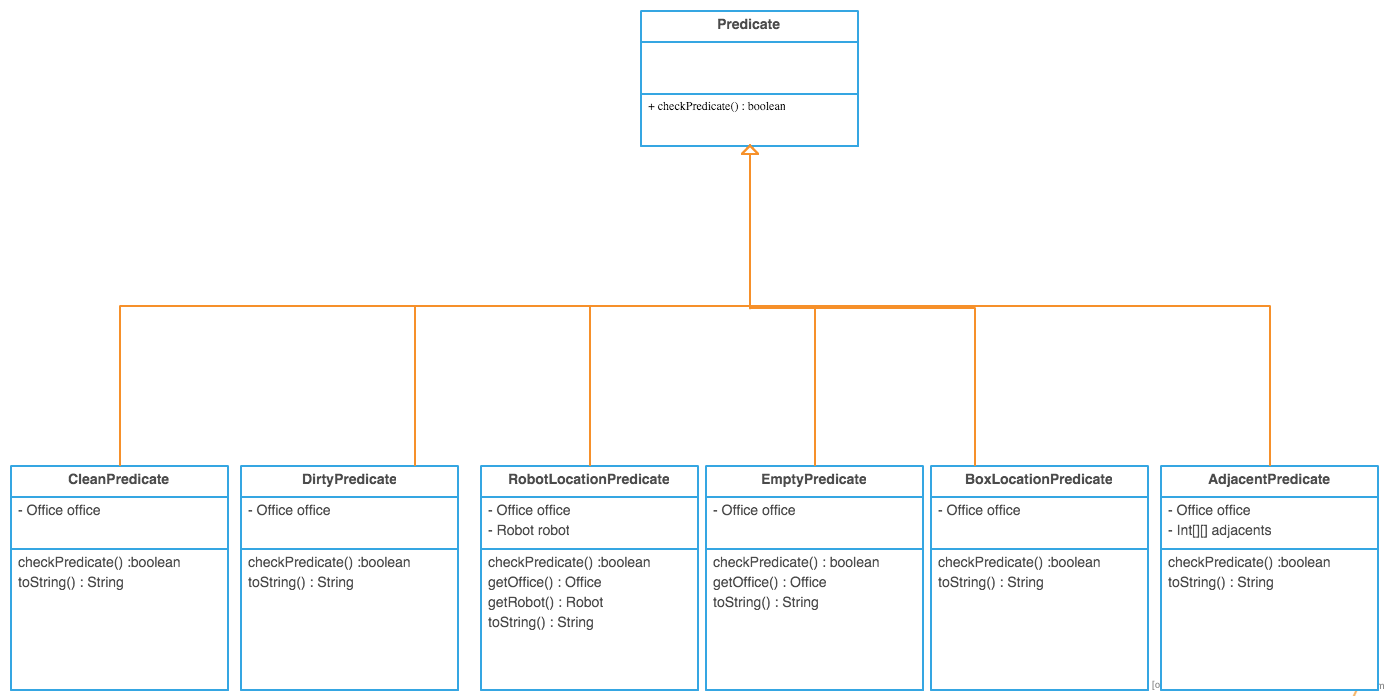 Predicate
+ checkPredicate() : boolean
CleanPredicate
- Office office
checkPredicate() :boolean
toString() : String
DirtyPredicate
- Office office
checkPredicate() :boolean
toString() : String
RobotLocationPredicate
- Office office
- Robot robot
checkPredicate() :boolean
getOffice() : Office
getRobot() : Robot
toString() : String
EmptyPredicate
- Office office
checkPredicate() : boolean
getOffice() : Office
toString() : String
BoxLocationPredicate
- Office office
checkPredicate() :boolean
toString() : String
AdjacentPredicate
- Office office
- Int[][] adjacents
checkPredicate() :boolean
toString() : String